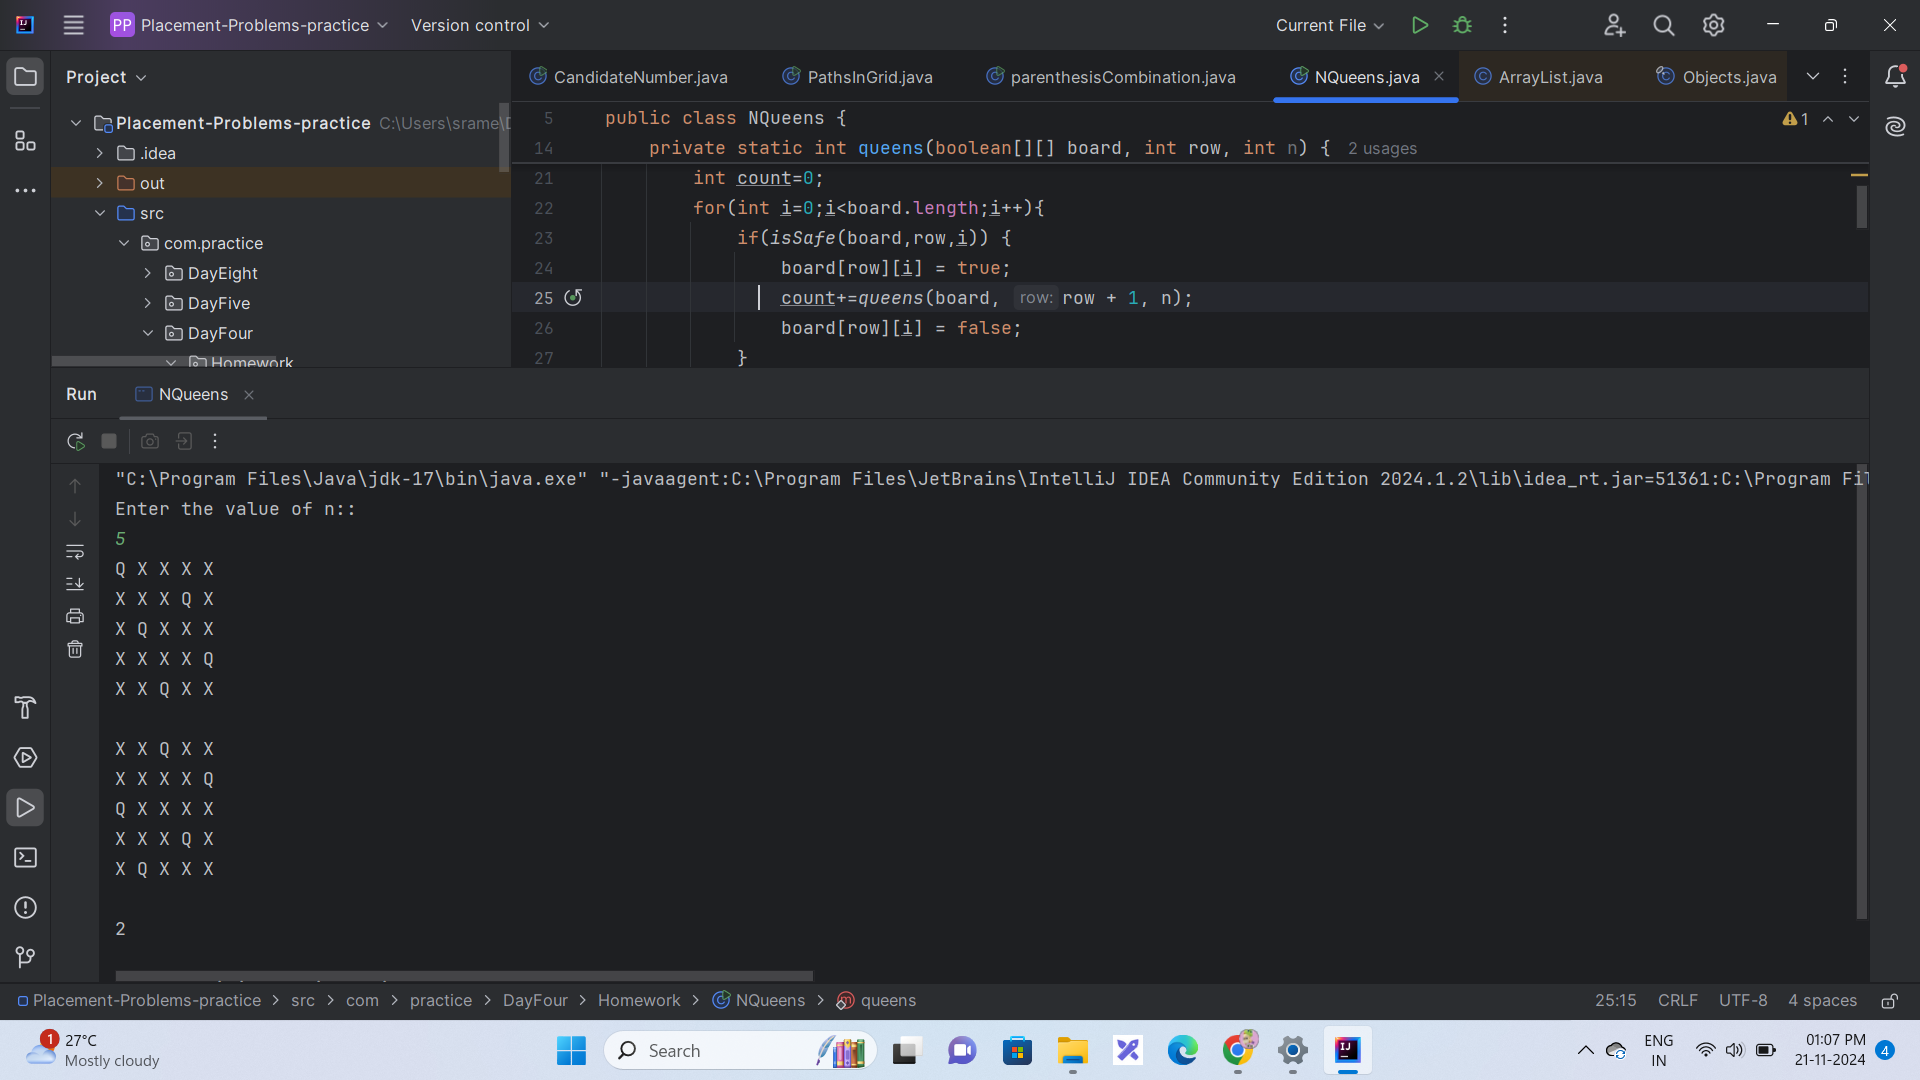 PP Placement-Problems-practice Version control Current File
Project
CandidateNumber.java PathsInGrid.java parenthesisCombination.java NQueens.java ArrayList.java Objects.java
Placement-Problems-practice C:\Users\srame\
.idea
out
src
com.practice
DayEight
DayFive
DayFour
Homework
5 public class NQueens { 1
14 private static int queens(boolean[][] board, int row, int n) { 2 usages
21 int count=0;
22 for(int i=0;i<board.length;i++){
23 if(isSafe(board,row,i)) {
24 board[row][i] = true;
25 count+=queens(board, row: row + 1, n);
26 board[row][i] = false;
27 }
Run NQueens
"C:\Program Files\Java\jdk-17\bin\java.exe" "-javaagent:C:\Program Files\JetBrains\IntelliJ IDEA Community Edition 2024.1.2\lib\idea_rt.jar=51361:C:\Program Fil
Enter the value of n::
5
Q X X X X
X X X Q X
X Q X X X
X X X X Q
X X Q X X
X X Q X X
X X X X Q
Q X X X X
X X X Q X
X Q X X X
2
Placement-Problems-practice > src > com > practice > DayFour > Homework > NQueens > queens 25:15 CRLF UTF-8 4 spaces
1 27°C
Mostly cloudy
Search
ENG
IN
01:07 PM
21-11-2024
4